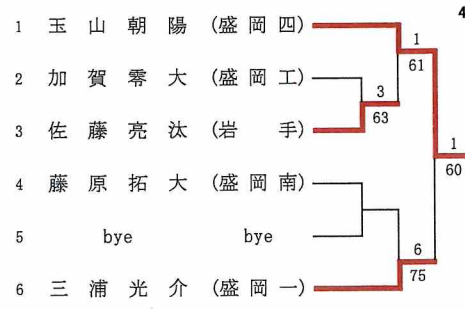 4
1 玉山朝陽 (盛岡四)
1
61
2 加賀零大 (盛岡工)
3
63
3 佐藤亮汰 (岩手)
1
60
4 藤原拓大 (盛岡南)
5 bye bye
6
75
6 三浦光介 (盛岡一)